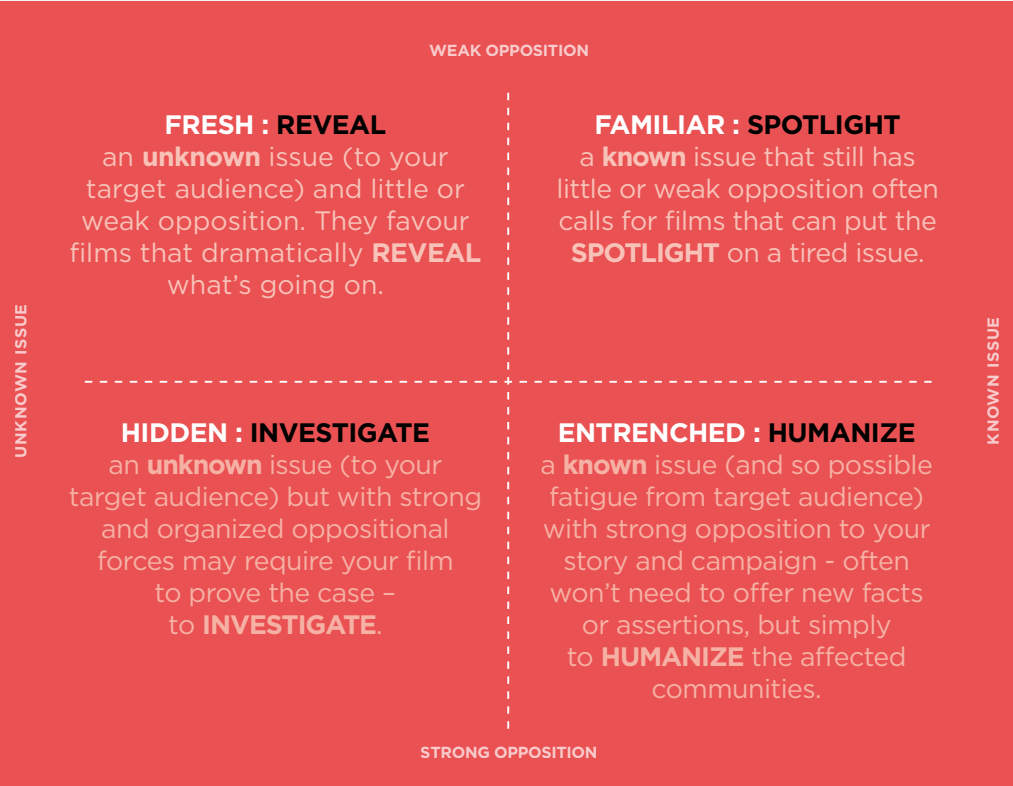 WEAK OPPOSITION
FRESH : REVEAL
an unknown issue (to your
target audience) and little or
weak opposition. They favour
films that dramatically REVEAL
what's going on.
FAMILIAR : SPOTLIGHT
a known issue that still has
little or weak opposition often
calls for films that can put the
SPOTLIGHT on a tired issue.
UNKNOWN ISSUE
KNOWN ISSUE
HIDDEN : INVESTIGATE
an unknown issue (to your
target audience) but with strong
and organized oppositional
forces may require your film
to prove the case –
to INVESTIGATE.
ENTRENCHED : HUMANIZE
a known issue (and so possible
fatigue from target audience)
with strong opposition to your
story and campaign - often
won't need to offer new facts
or assertions, but simply
to HUMANIZE the affected
communities.
STRONG OPPOSITION